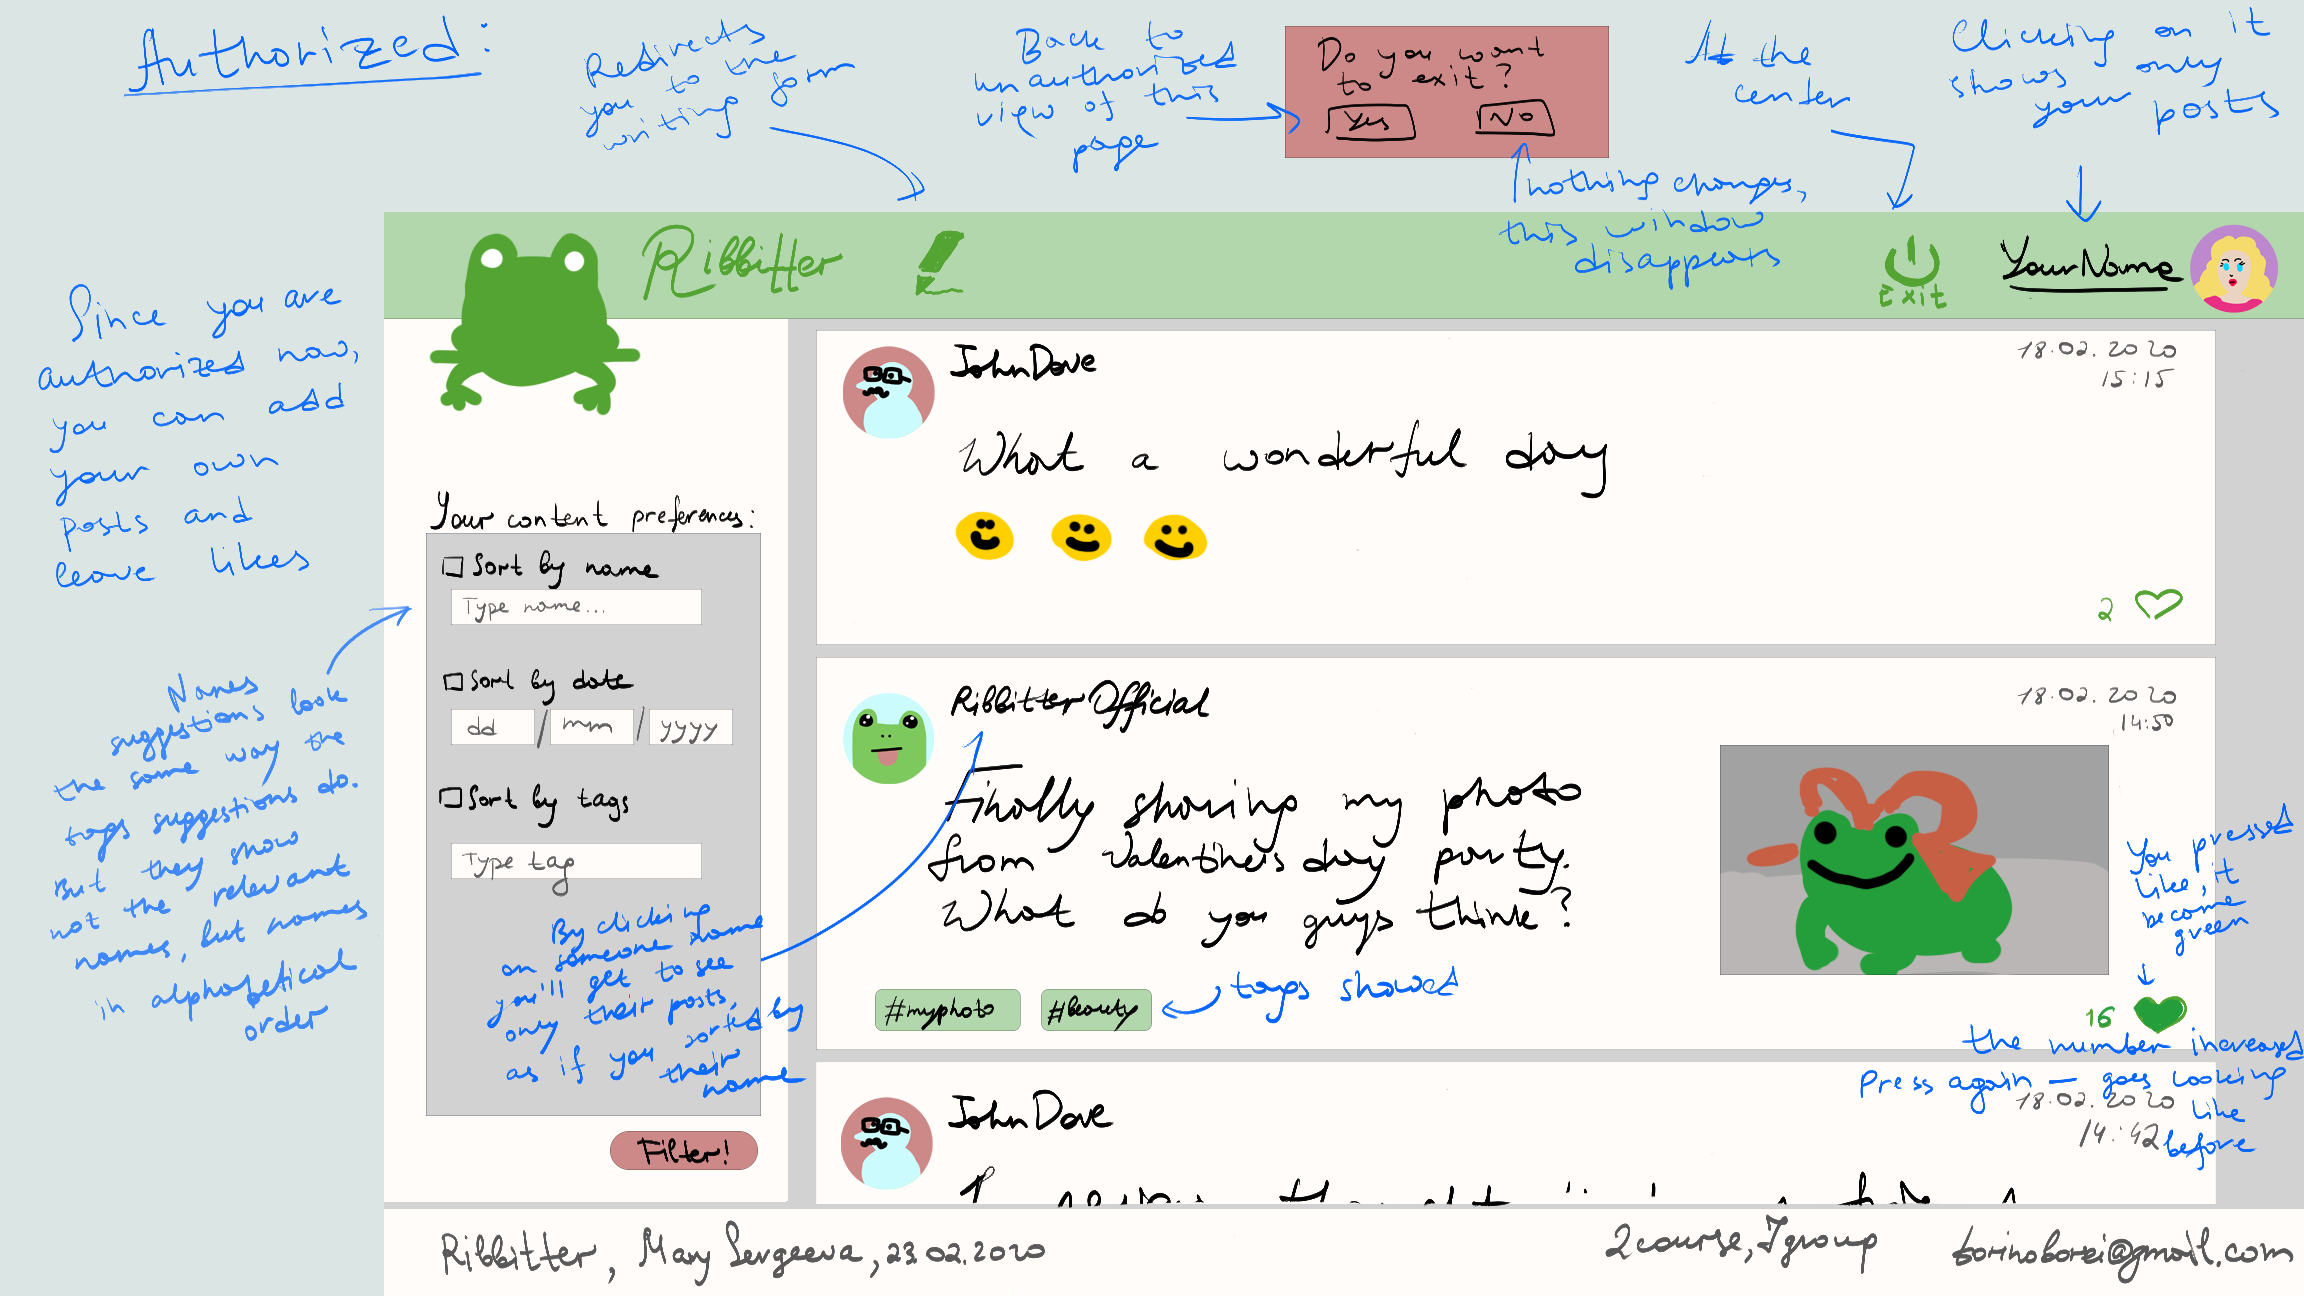 Authorized:
Redirects
you to the
writing form
Back to
unauthorized
view of this
page
Do you want
to exit?
Yes
No
nothing changes,
this window
disappears
At the
center
Clicking on it
shows only
your posts
Ribbitter
Exit
YourName
Since you are
authorized now,
you can add
your own
posts and
leave likes
Names
suggestions look
the same way the
tags suggestions do.
But they show
not the relevant
names, but names
in alphabetical
order
Your content preferences:
Sort by name
Type name...
Sort by date
dd / mm / yyyy
Sort by tags
Type tag
By clicking
on someone name
you'll get to see
only their posts,
as if you sorted by
their
name
Filter!
JohnDove
18.02.2020
15:15
What a wonderful day
2
RibbitterOfficial
18.02.2020
14:50
Finally sharing my photo
from Valentine's day party.
What do you guys think?
#myphoto
#beauty
tags showed
You pressed
like, it
become
green
16
the number increased
Press again — goes looking
like
before
JohnDove
18.02.2020
14:42
Ribbitter, Mary Sergeeva, 23.02.2020
2course, 7group
@gmail.com